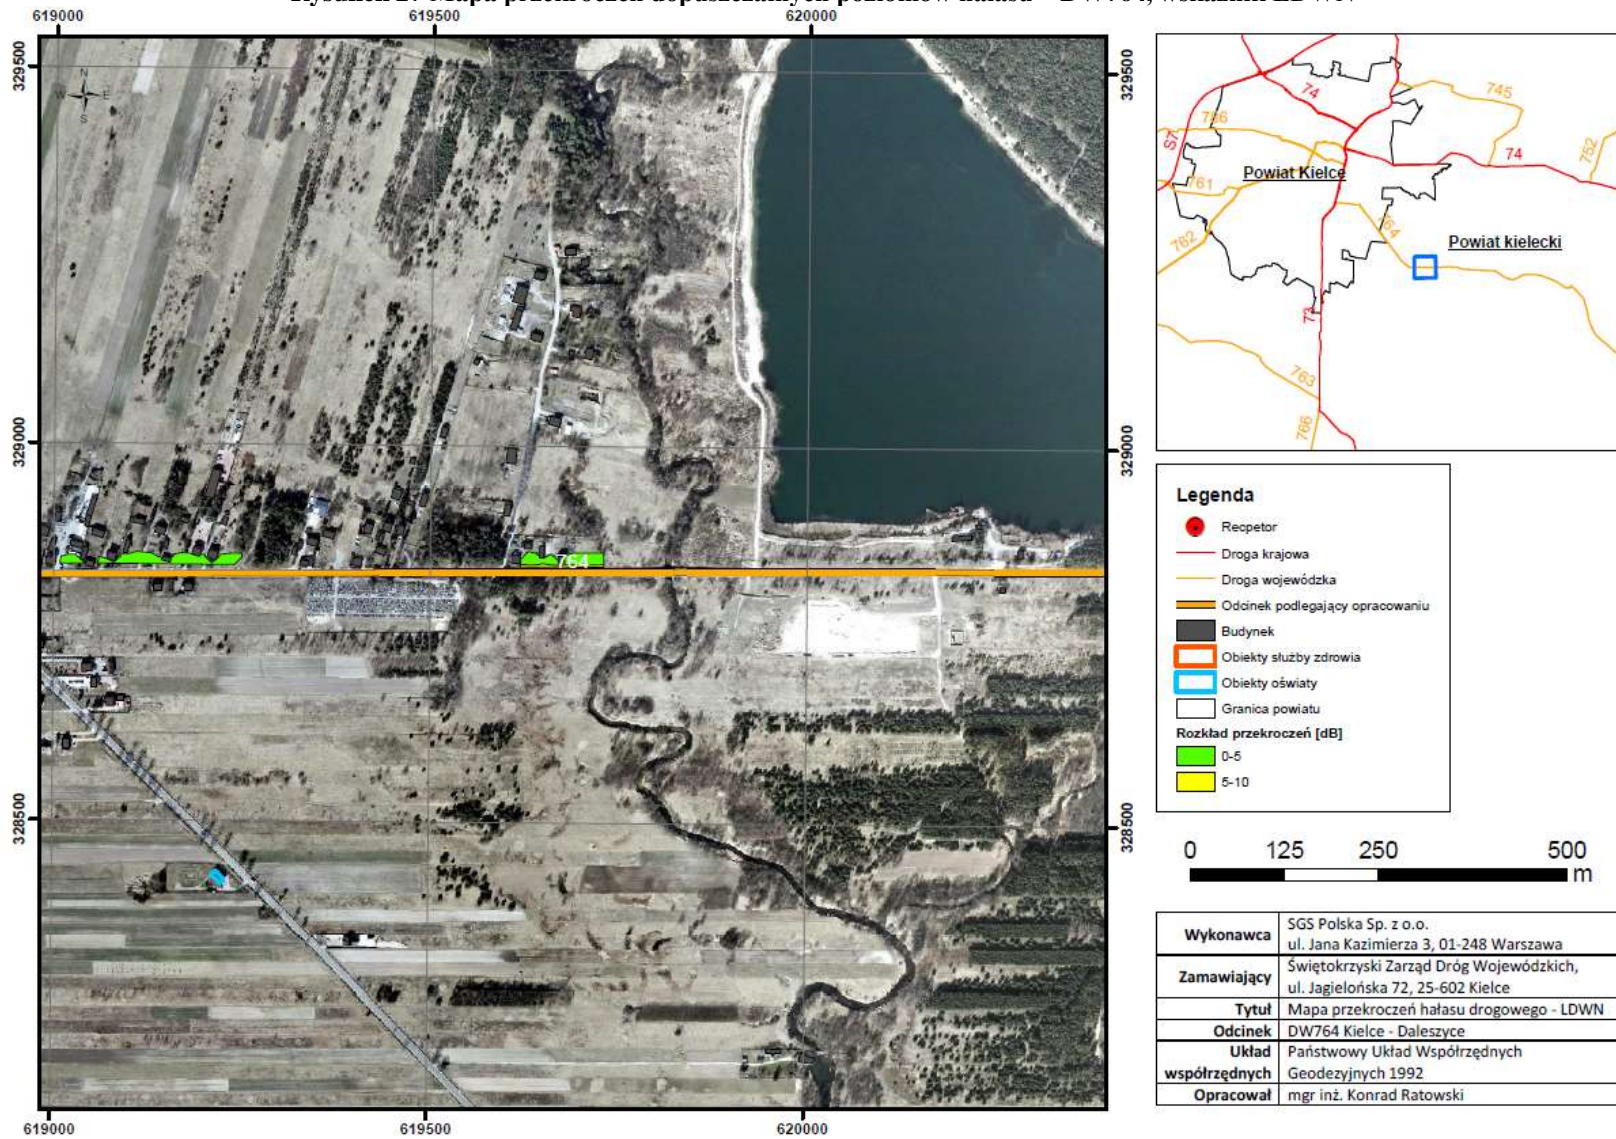 619000
619500
620000
329500
329500
N
W E
S
329000
329000
764
328500
328500
619000
619500
620000
S7
74
786
745
752
74
Powiat Kielce
761
764
762
Powiat kielecki
73
763
766
Legenda
Recpetor
Droga krajowa
Droga wojewódzka
Odcinek podlegający opracowaniu
Budynek
Obiekty służby zdrowia
Obiekty oświaty
Granica powiatu
Rozkład przekroczeń [dB]
0-5
5-10
0 125 250 500
m
Wykonawca SGS Polska Sp. z o.o.
ul. Jana Kazimierza 3, 01-248 Warszawa
Zamawiający Świętokrzyski Zarząd Dróg Wojewódzkich,
ul. Jagielońska 72, 25-602 Kielce
Tytuł Mapa przekroczeń hałasu drogowego - LDWN
Odcinek DW764 Kielce - Daleszyce
Układ Państwowy Układ Współrzędnych
współrzędnych Geodezyjnych 1992
Opracował mgr inż. Konrad Ratowski